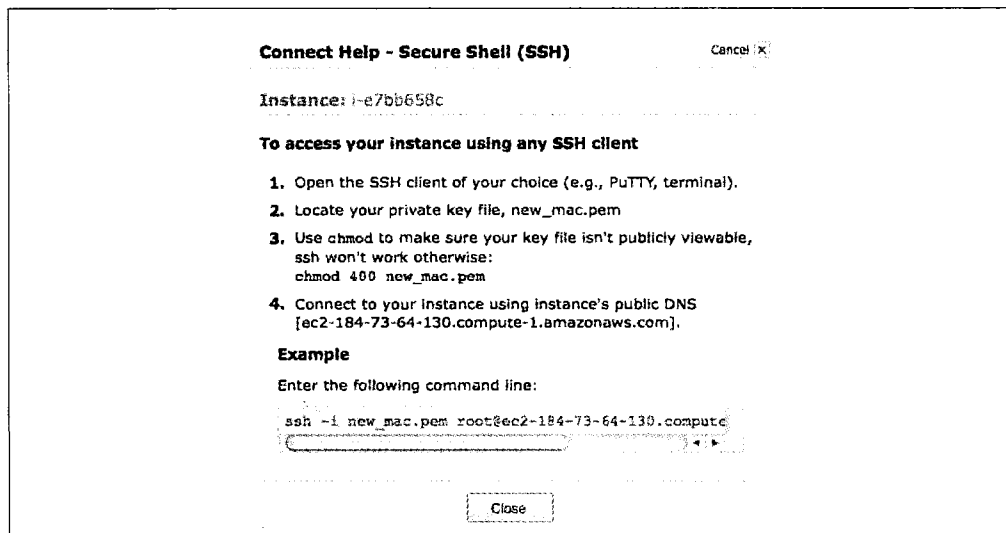 Connect Help - Secure Shell (SSH)
Cancel x
Instance: i-e7bb658c
To access your instance using any SSH client
1. Open the SSH client of your choice (e.g., PuTTY, terminal).
2. Locate your private key file, new_mac.pem
3. Use chmod to make sure your key file isn't publicly viewable,
ssh won't work otherwise:
chmod 400 new_mac.pem
4. Connect to your instance using instance's public DNS
[ec2-184-73-64-130.compute-1.amazonaws.com].
Example
Enter the following command line:
ssh -i new_mac.pem root@ec2-184-73-64-130.compute
Close